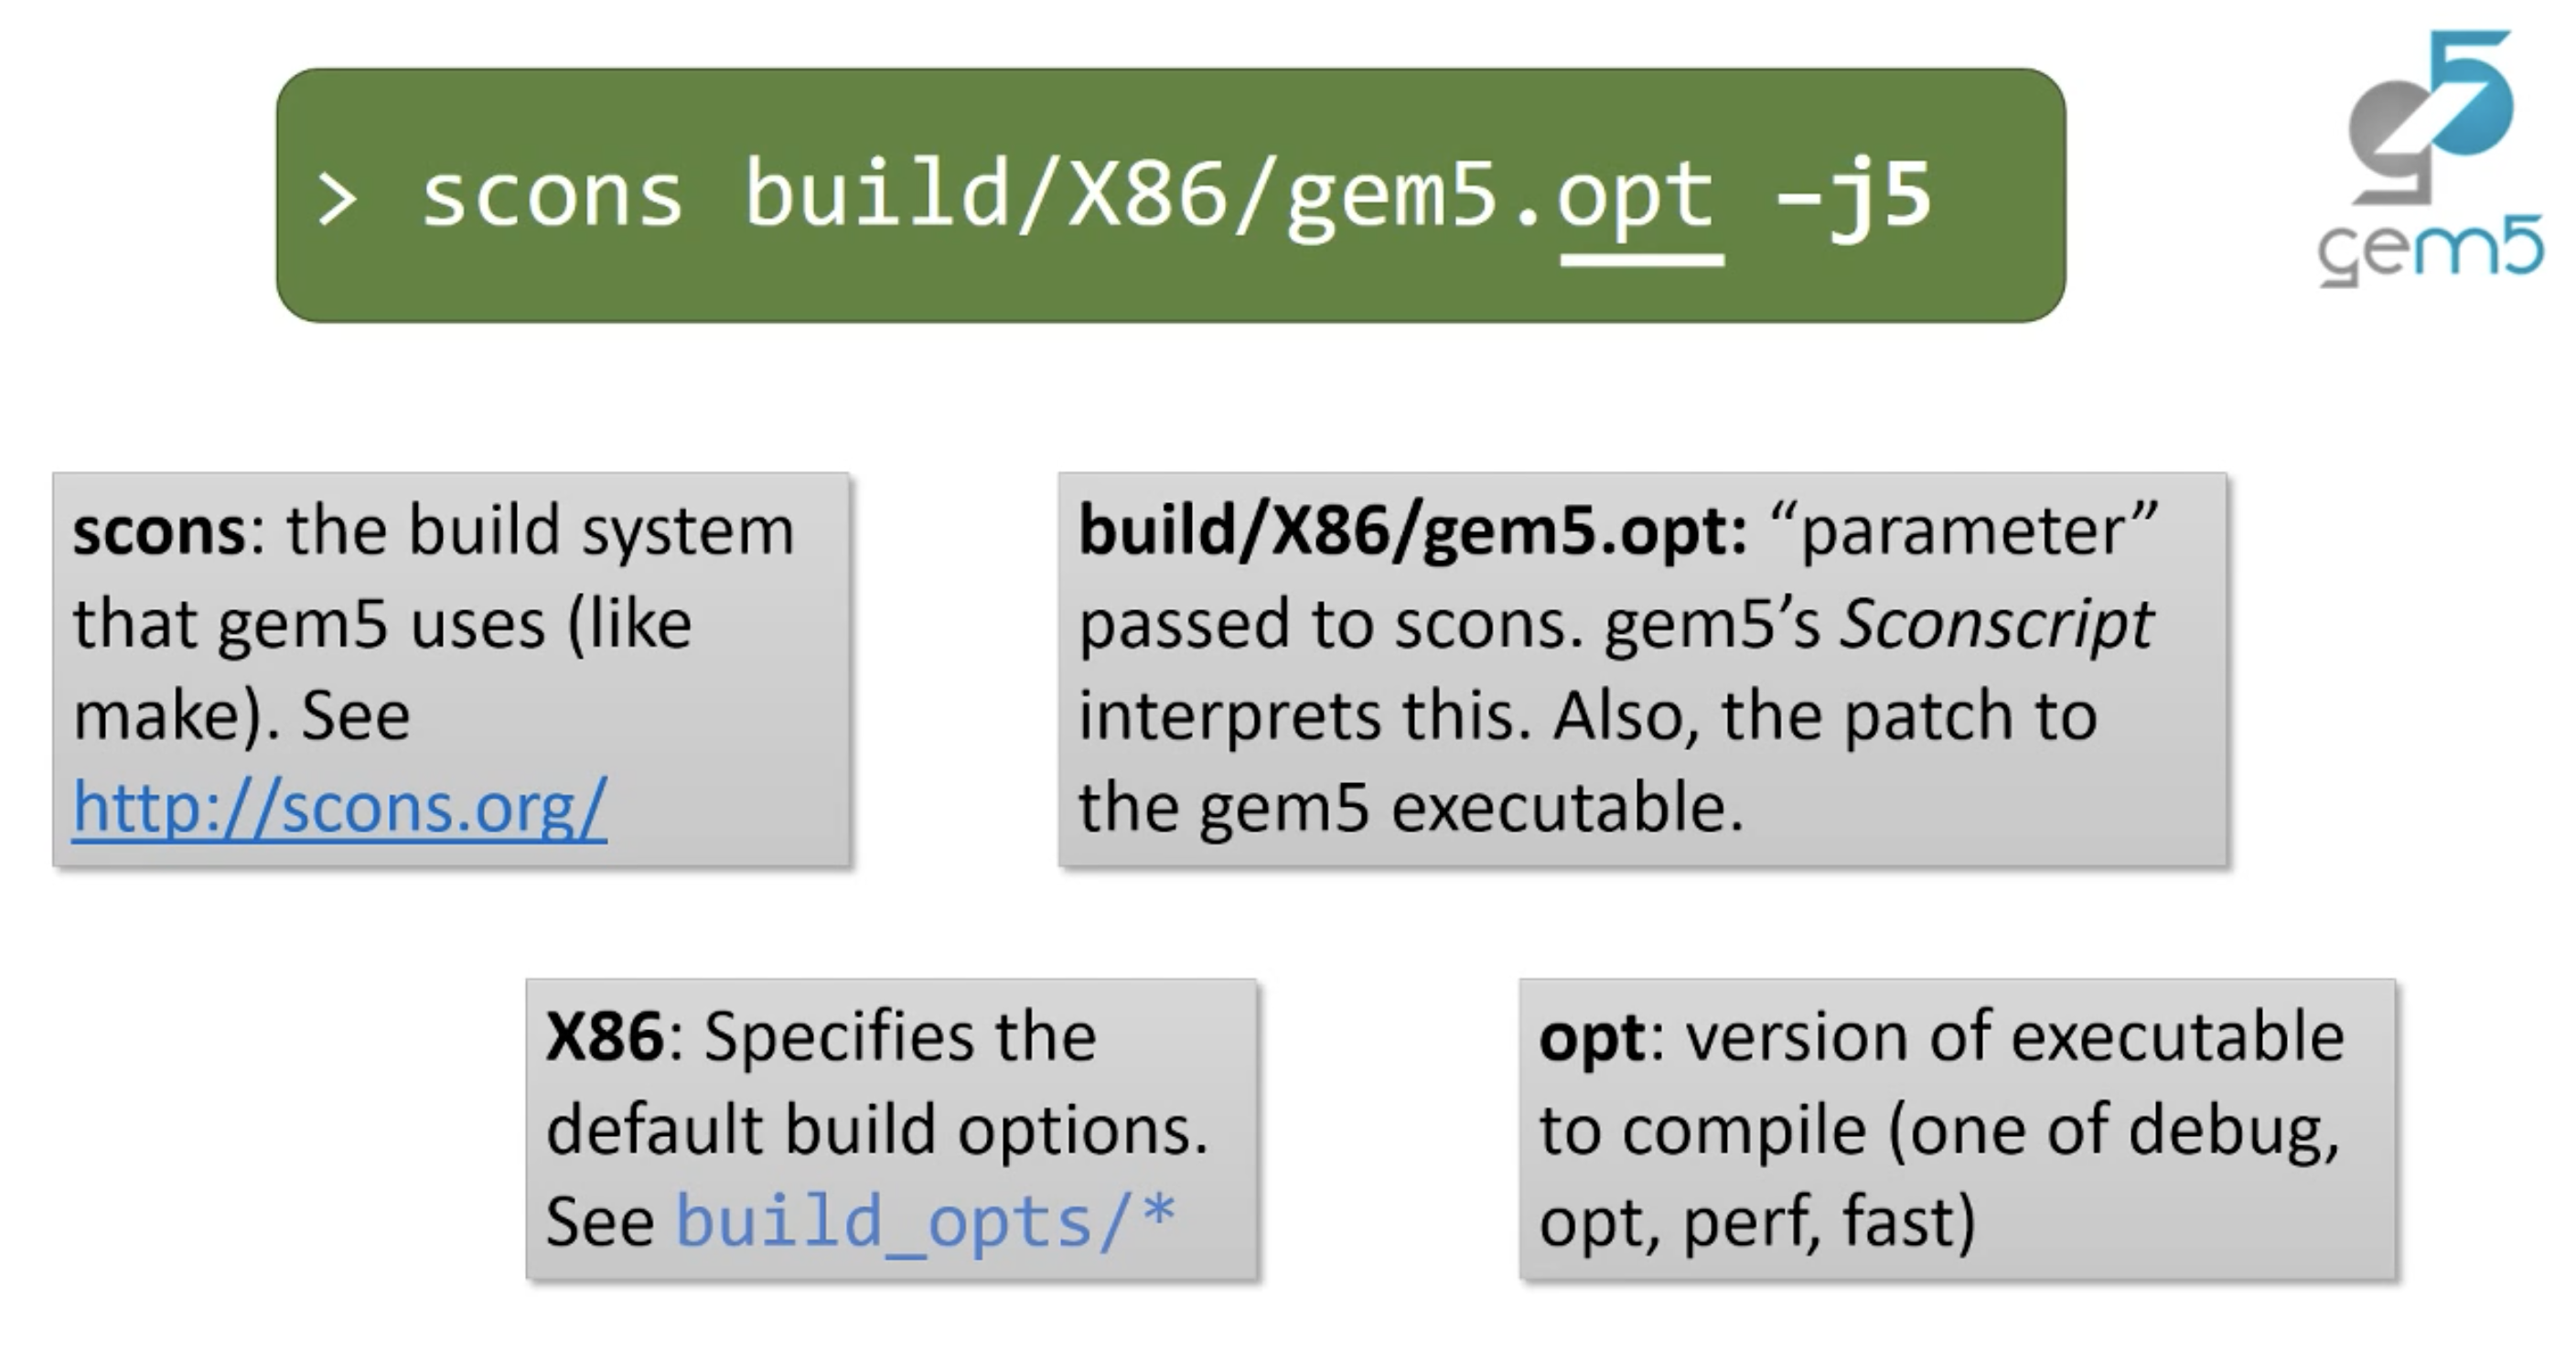 > scons build/X86/gem5.opt –j5
gem5
scons: the build system
that gem5 uses (like
make). See
http://scons.org/
build/X86/gem5.opt: “parameter”
passed to scons. gem5’s Sconscript
interprets this. Also, the patch to
the gem5 executable.
X86: Specifies the
default build options.
See build_opts/*
opt: version of executable
to compile (one of debug,
opt, perf, fast)